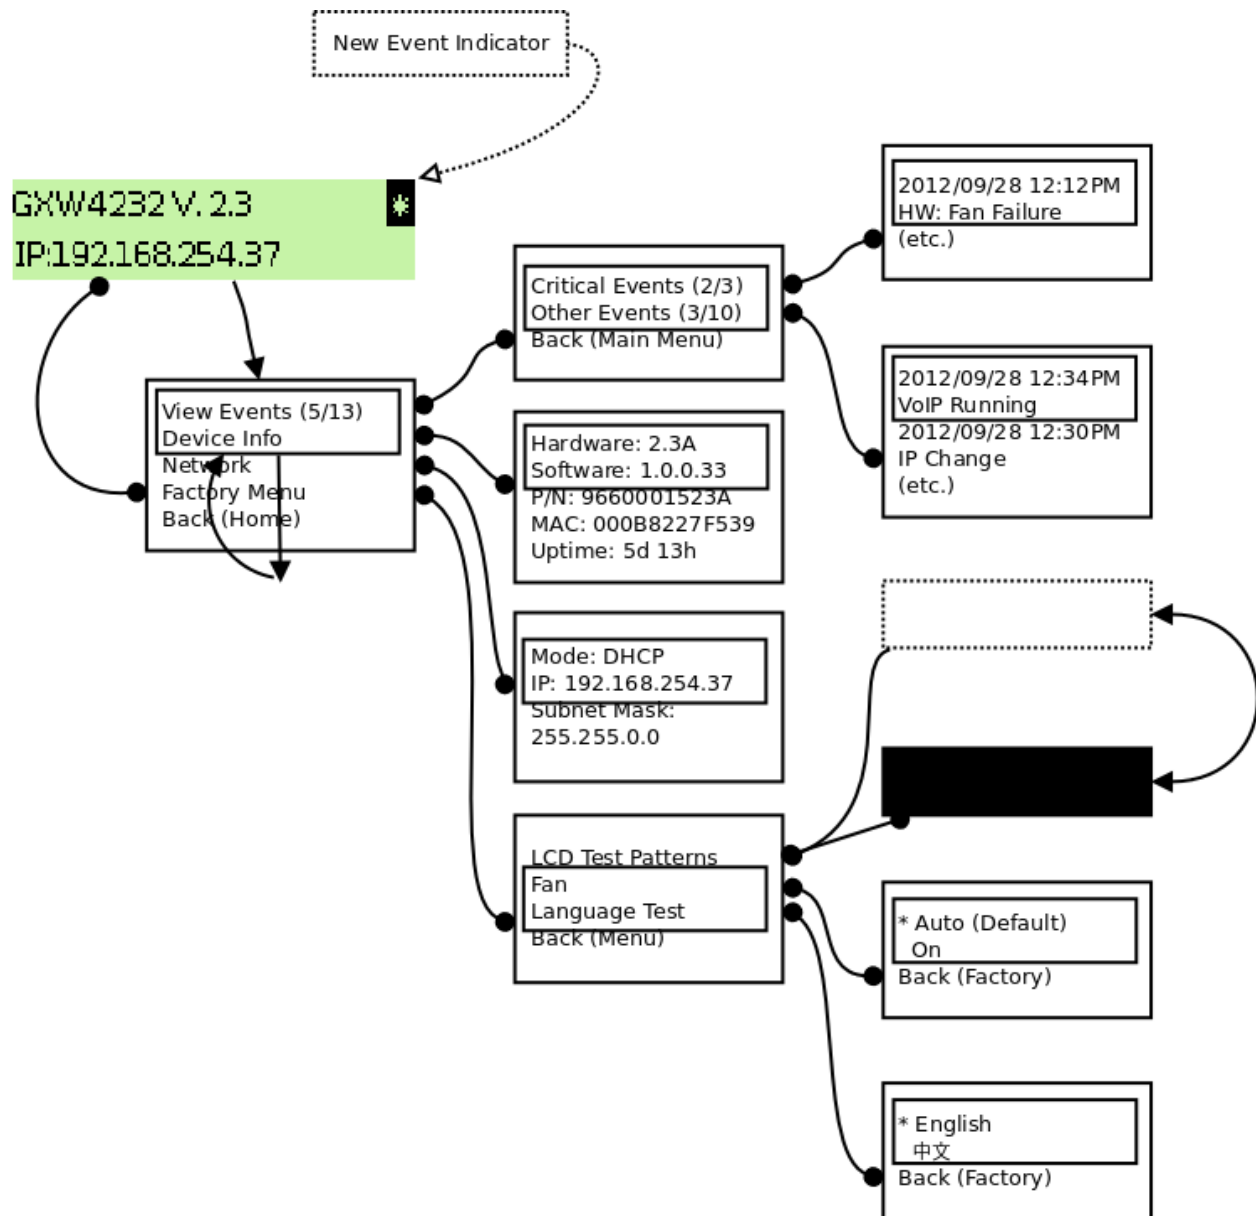 New Event Indicator
GXW4232 V. 2.3 *
IP:192.168.254.37
View Events (5/13)
Device Info
Network
Factory Menu
Back (Home)
Critical Events (2/3)
Other Events (3/10)
Back (Main Menu)
Hardware: 2.3A
Software: 1.0.0.33
P/N: 9660001523A
MAC: 000B8227F539
Uptime: 5d 13h
Mode: DHCP
IP: 192.168.254.37
Subnet Mask:
255.255.0.0
LCD Test Patterns
Fan
Language Test
Back (Menu)
2012/09/28 12:12PM
HW: Fan Failure
(etc.)
2012/09/28 12:34PM
VoIP Running
2012/09/28 12:30PM
IP Change
(etc.)
* Auto (Default)
On
Back (Factory)
* English
中文
Back (Factory)